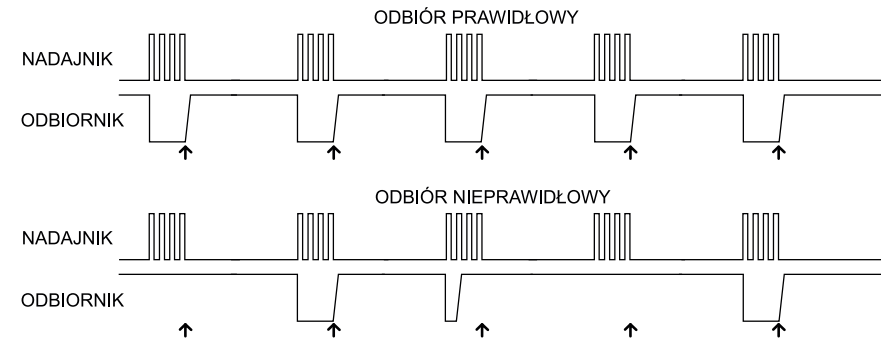 ODBIÓR PRAWIDŁOWY
NADAJNIK
ODBIORNIK
ODBIÓR NIEPRAWIDŁOWY
NADAJNIK
ODBIORNIK